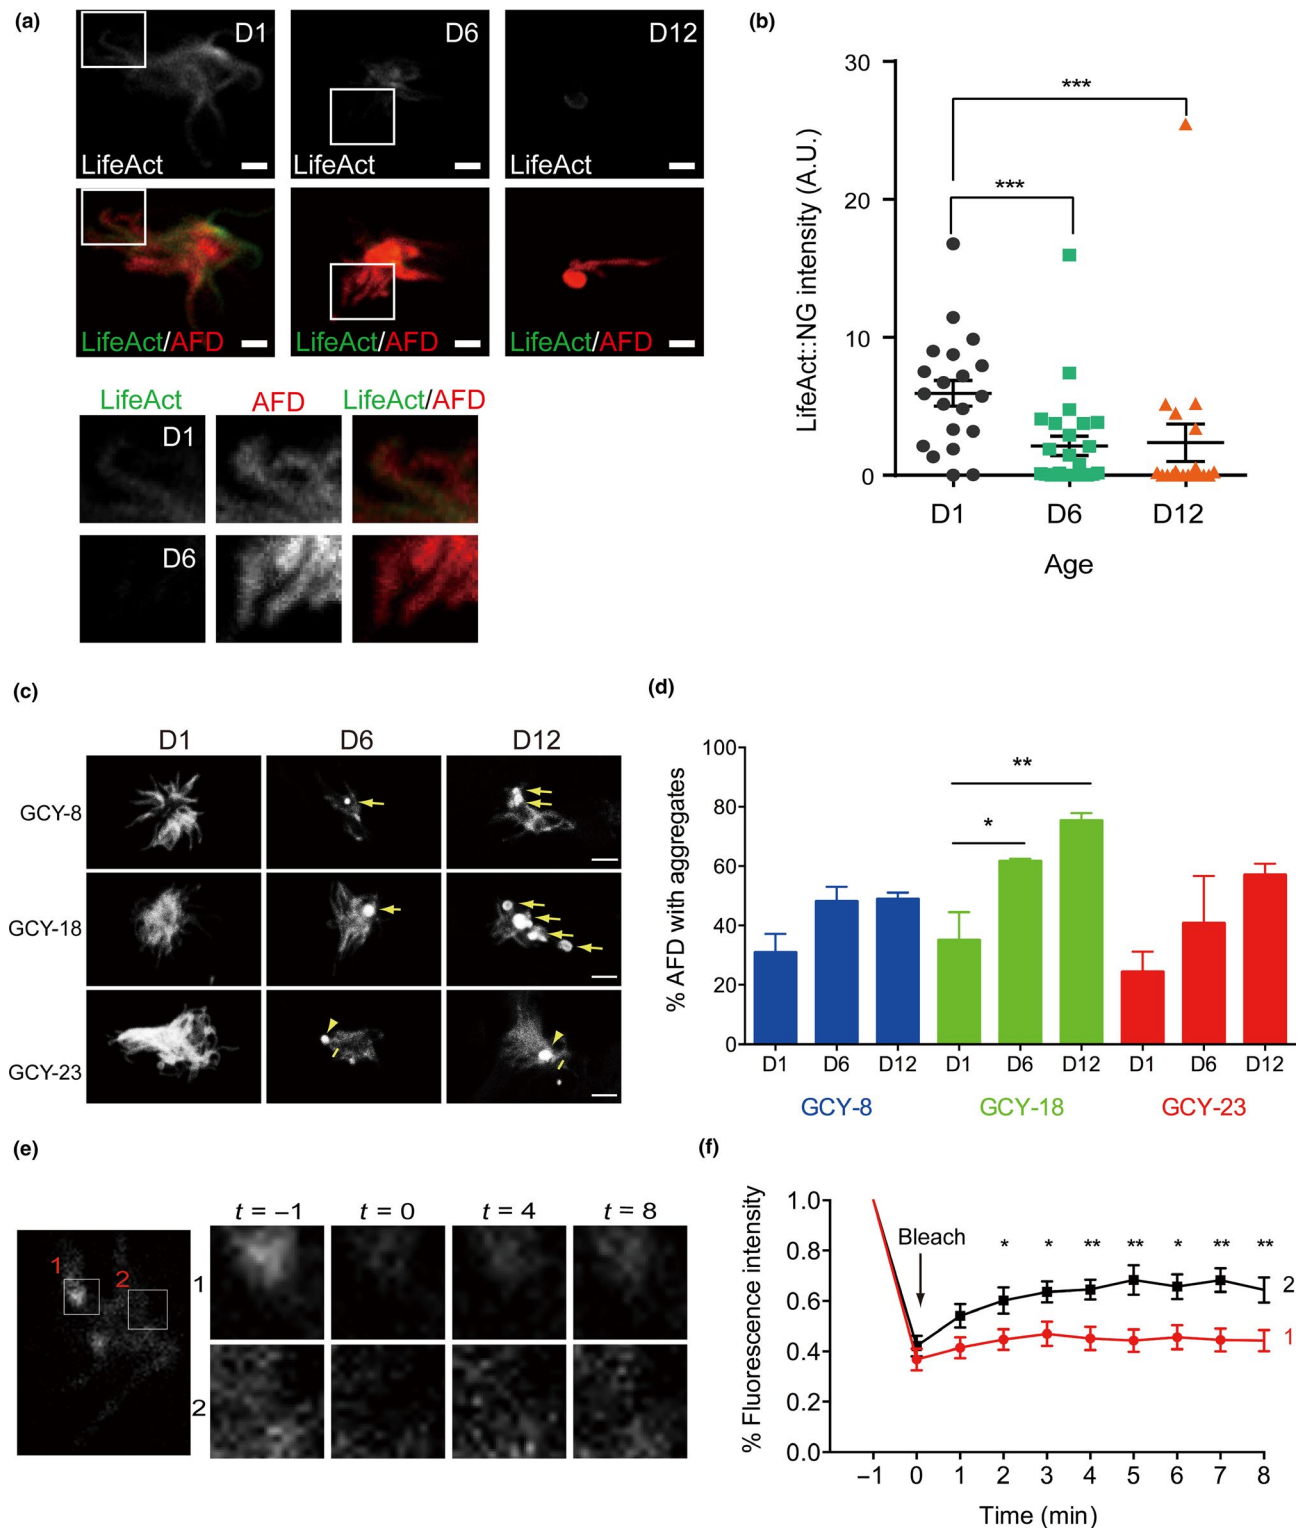 (a)
D1
D6
D12
LifeAct
LifeAct
LifeAct
LifeAct/AFD
LifeAct/AFD
LifeAct/AFD
LifeAct
AFD
LifeAct/AFD
D1
D6
(b)
LifeAct::NG intensity (A.U.)
30
20
10
0
***
***
D1
D6
D12
Age
(c)
D1
D6
D12
GCY-8
GCY-18
GCY-23
(d)
% AFD with aggregates
100
80
60
40
20
0
**
*
D1
D6
D12
D1
D6
D12
D1
D6
D12
GCY-8
GCY-18
GCY-23
(e)
1
2
t = −1
t = 0
t = 4
t = 8
1
2
(f)
% Fluorescence intensity
1.0
0.8
0.6
0.4
0.2
0.0
Bleach
* * ** ** * ** **
2
1
−1 0 1 2 3 4 5 6 7 8
Time (min)